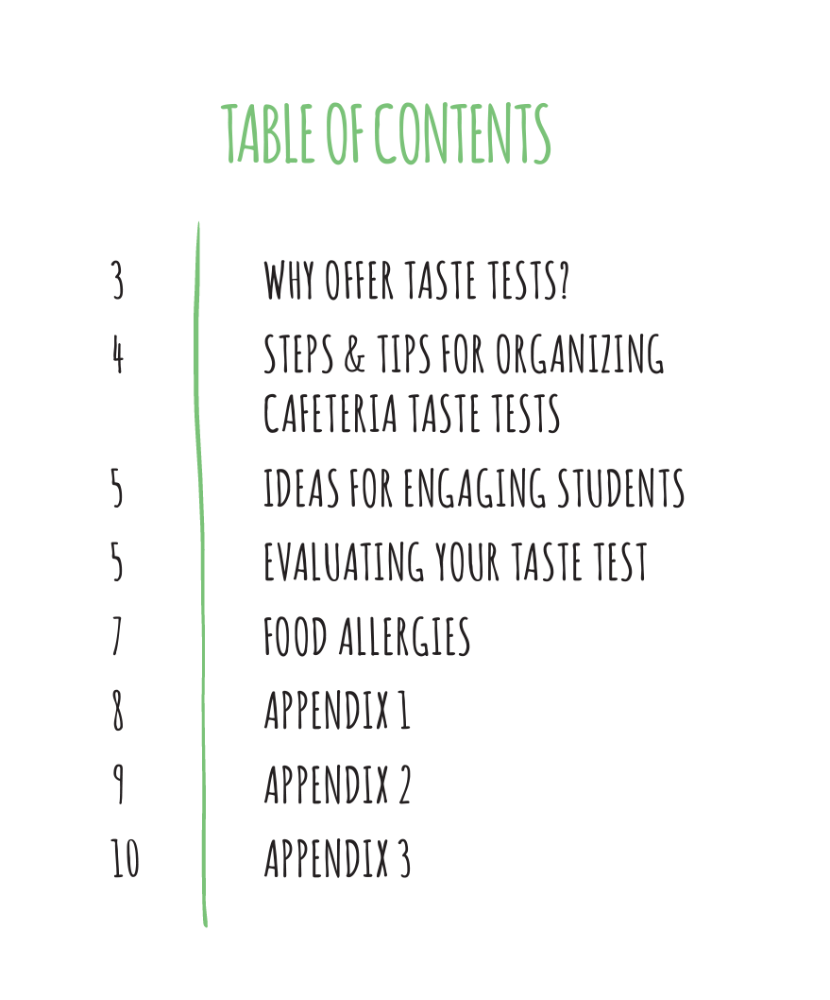 TABLE OF CONTENTS
3 WHY OFFER TASTE TESTS?
4 STEPS & TIPS FOR ORGANIZING
CAFETERIA TASTE TESTS
5 IDEAS FOR ENGAGING STUDENTS
5 EVALUATING YOUR TASTE TEST
7 FOOD ALLERGIES
8 APPENDIX 1
9 APPENDIX 2
10 APPENDIX 3